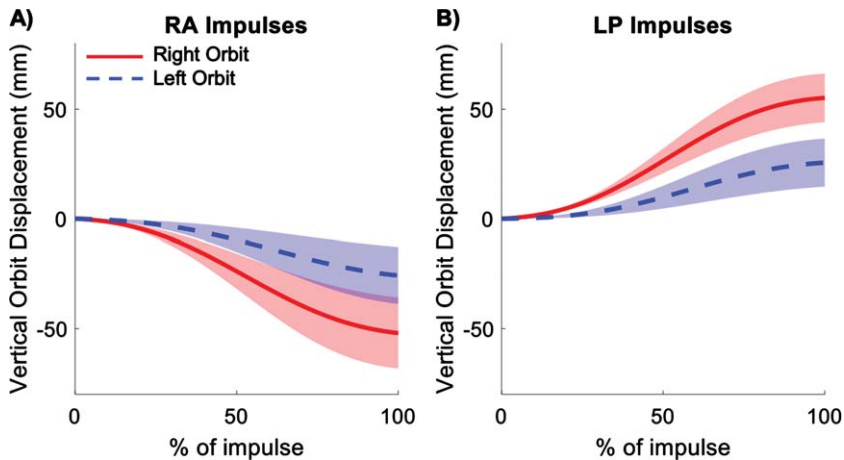 A)
RA Impulses
Right Orbit
Left Orbit
Vertical Orbit Displacement (mm)
50
0
-50
0
50
100
% of impulse
B)
LP Impulses
Vertical Orbit Displacement (mm)
50
0
-50
0
50
100
% of impulse